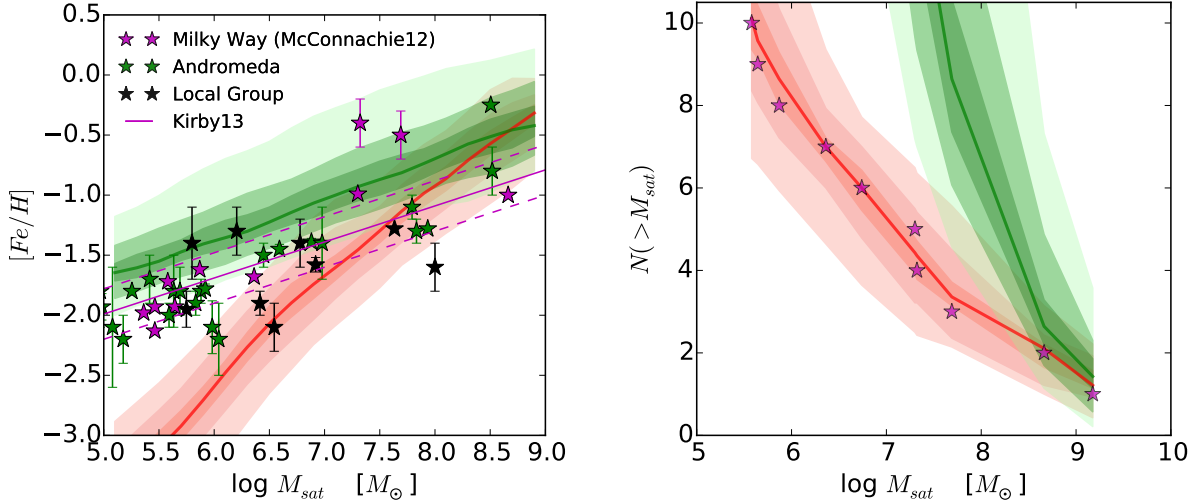 0.5
0.0
−0.5
−1.0
−1.5
−2.0
−2.5
−3.0
[Fe/H]
Milky Way (McConnachie12)
Andromeda
Local Group
Kirby13
5.0 5.5 6.0 6.5 7.0 7.5 8.0 8.5 9.0
log M_sat [M_⊙]
10
8
6
4
2
0
N( > M_sat)
5 6 7 8 9 10
log M_sat [M_⊙]